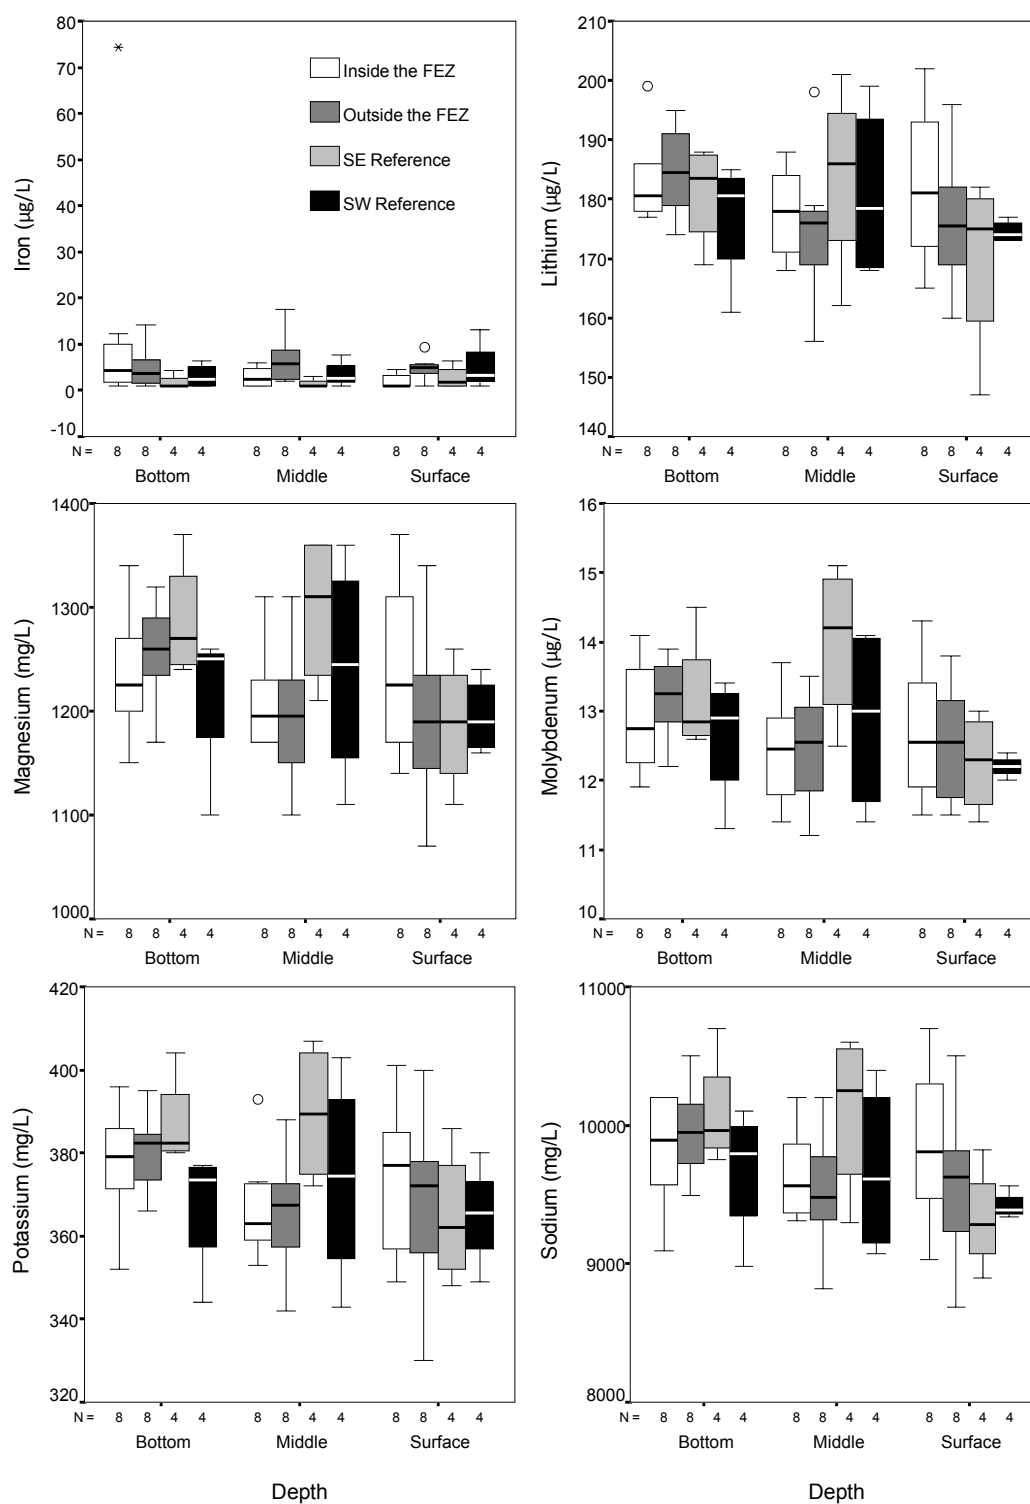 80
70
60
50
40
30
20
10
0
-10
Iron (µg/L)
Inside the FEZ
Outside the FEZ
SE Reference
SW Reference
N = 8 8 4 4 8 8 4 4 8 8 4 4
Bottom Middle Surface
210
200
190
180
170
160
150
140
Lithium (µg/L)
N = 8 8 4 4 8 8 4 4 8 8 4 4
Bottom Middle Surface
1400
1300
1200
1100
1000
Magnesium (mg/L)
N = 8 8 4 4 8 8 4 4 8 8 4 4
Bottom Middle Surface
16
15
14
13
12
11
10
Molybdenum (µg/L)
N = 8 8 4 4 8 8 4 4 8 8 4 4
Bottom Middle Surface
420
400
380
360
340
320
Potassium (mg/L)
N = 8 8 4 4 8 8 4 4 8 8 4 4
Bottom Middle Surface
Depth
11000
10000
9000
8000
Sodium (mg/L)
N = 8 8 4 4 8 8 4 4 8 8 4 4
Bottom Middle Surface
Depth